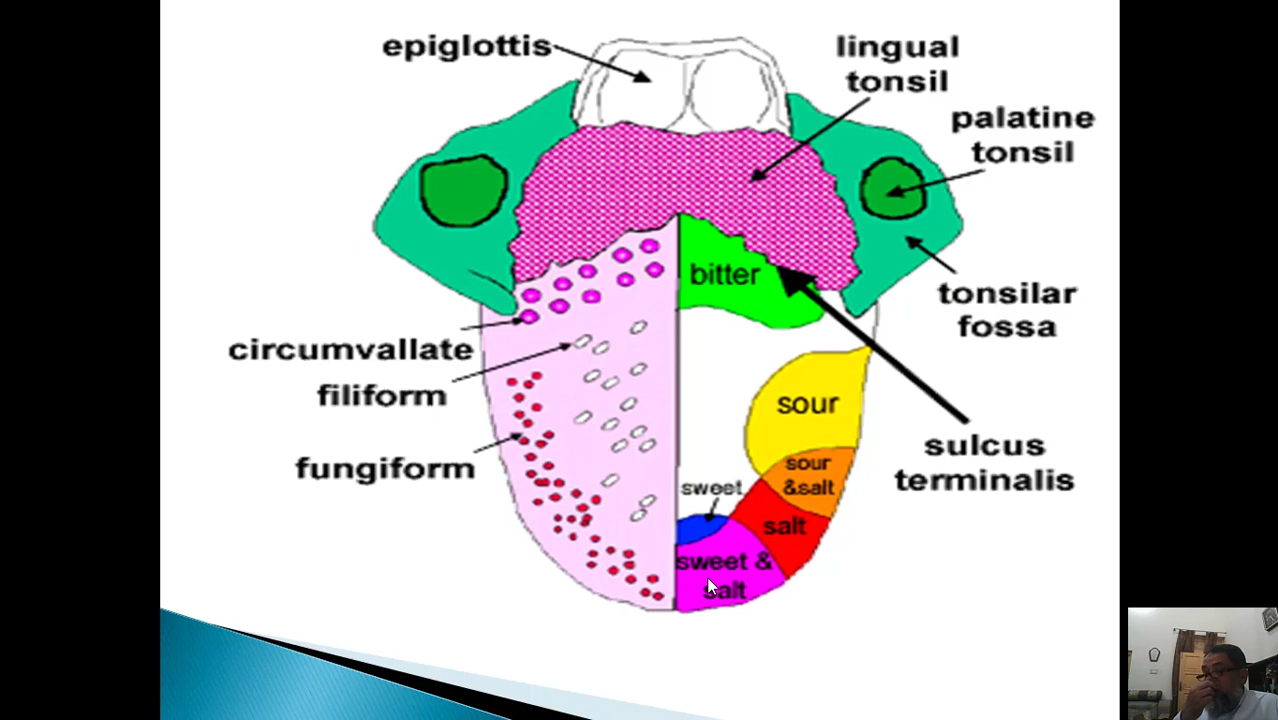 epiglottis
lingual
tonsil
palatine
tonsil
bitter
tonsilar
fossa
circumvallate
filiform
sour
fungiform
sulcus
terminalis
sour
&salt
sweet
salt
sweet &
salt